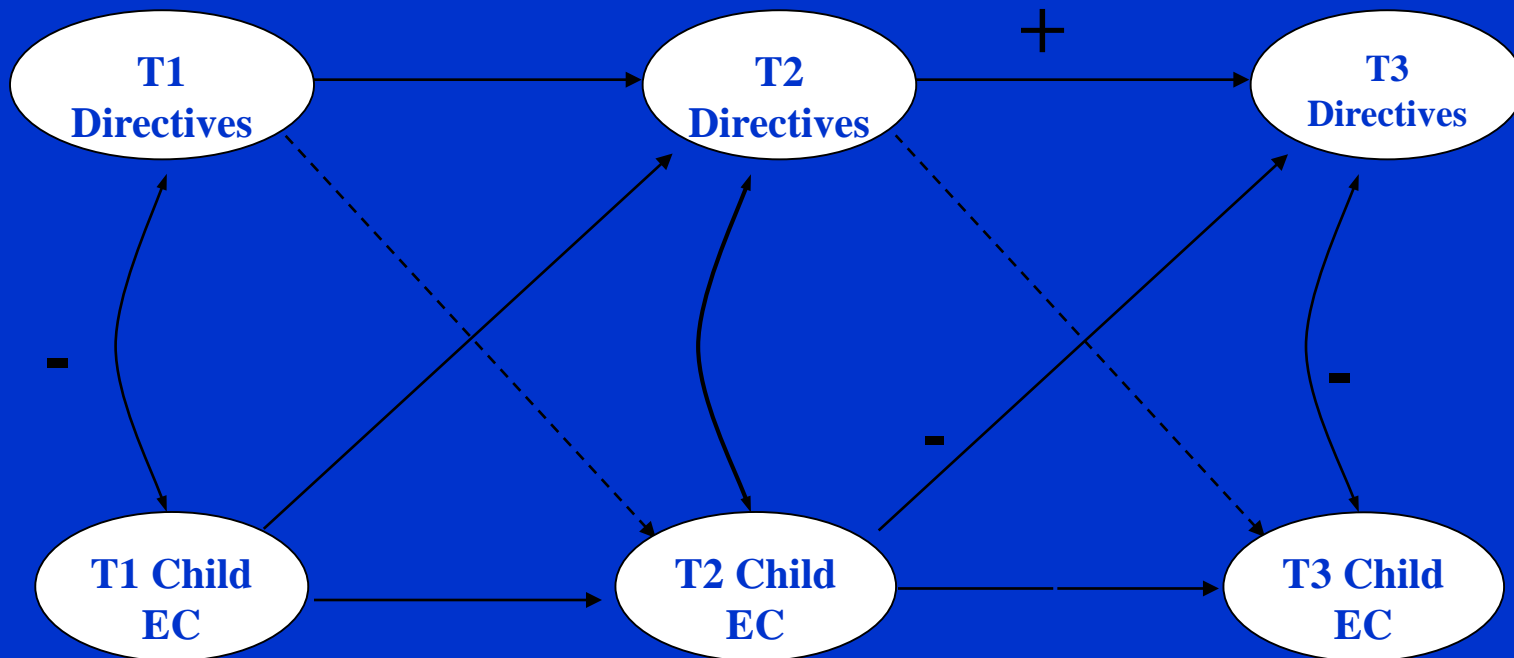 +
T1
Directives
T2
Directives
T3
Directives
-
-
-
T1 Child
EC
T2 Child
EC
T3 Child
EC